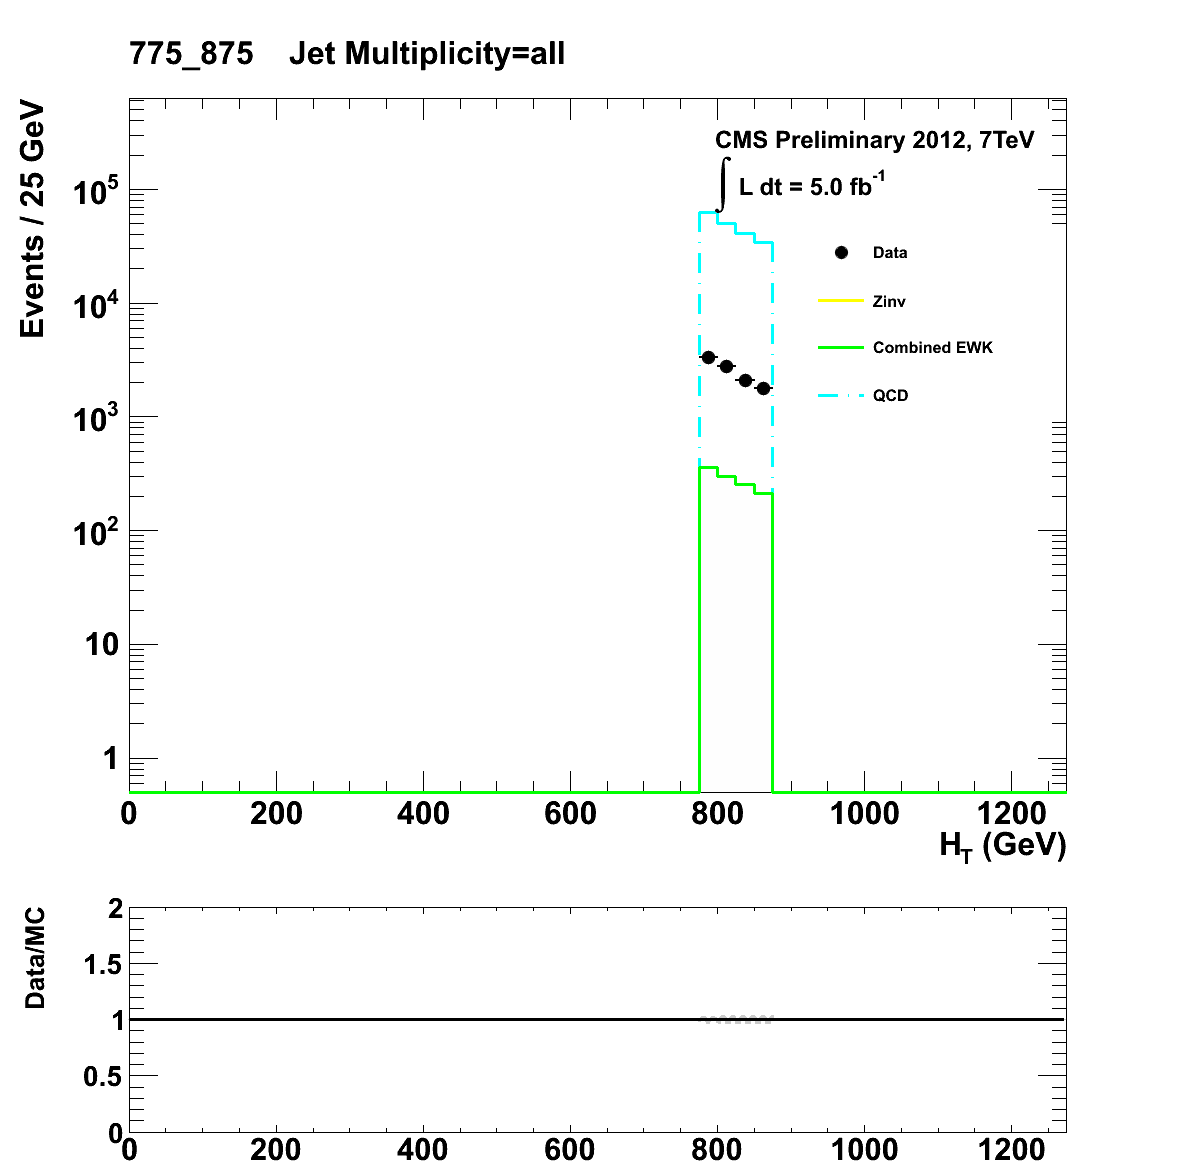 775_875 Jet Multiplicity=all
Events / 25 GeV
CMS Preliminary 2012, 7TeV
∫ L dt = 5.0 fb⁻¹
Data
Zinv
Combined EWK
QCD
10⁵
10⁴
10³
10²
10
1
0 200 400 600 800 1000 1200
H_T (GeV)
Data/MC
2
1.5
1
0.5
0
0 200 400 600 800 1000 1200